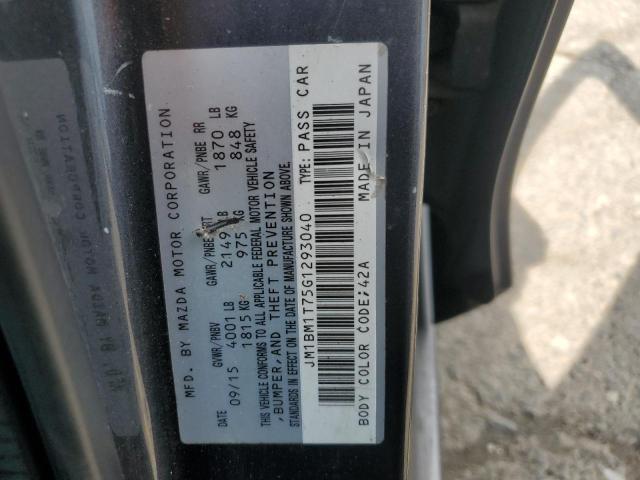 MFD. BY MAZDA MOTOR CORPORATION
GVWR/PNBV GAWR/PNBE FRT GAWR/PNBE RR
09/15 4001 LB 2149 LB 1870 LB
1815 KG 975 KG 848 KG
THIS VEHICLE CONFORMS TO ALL APPLICABLE FEDERAL MOTOR VEHICLE SAFETY
, BUMPER, AND THEFT PREVENTION
STANDARDS IN EFFECT ON THE DATE OF MANUFACTURE SHOWN ABOVE.
JM1BM1T75G1293040 TYPE: PASS CAR
BODY COLOR CODE: 42A MADE IN JAPAN